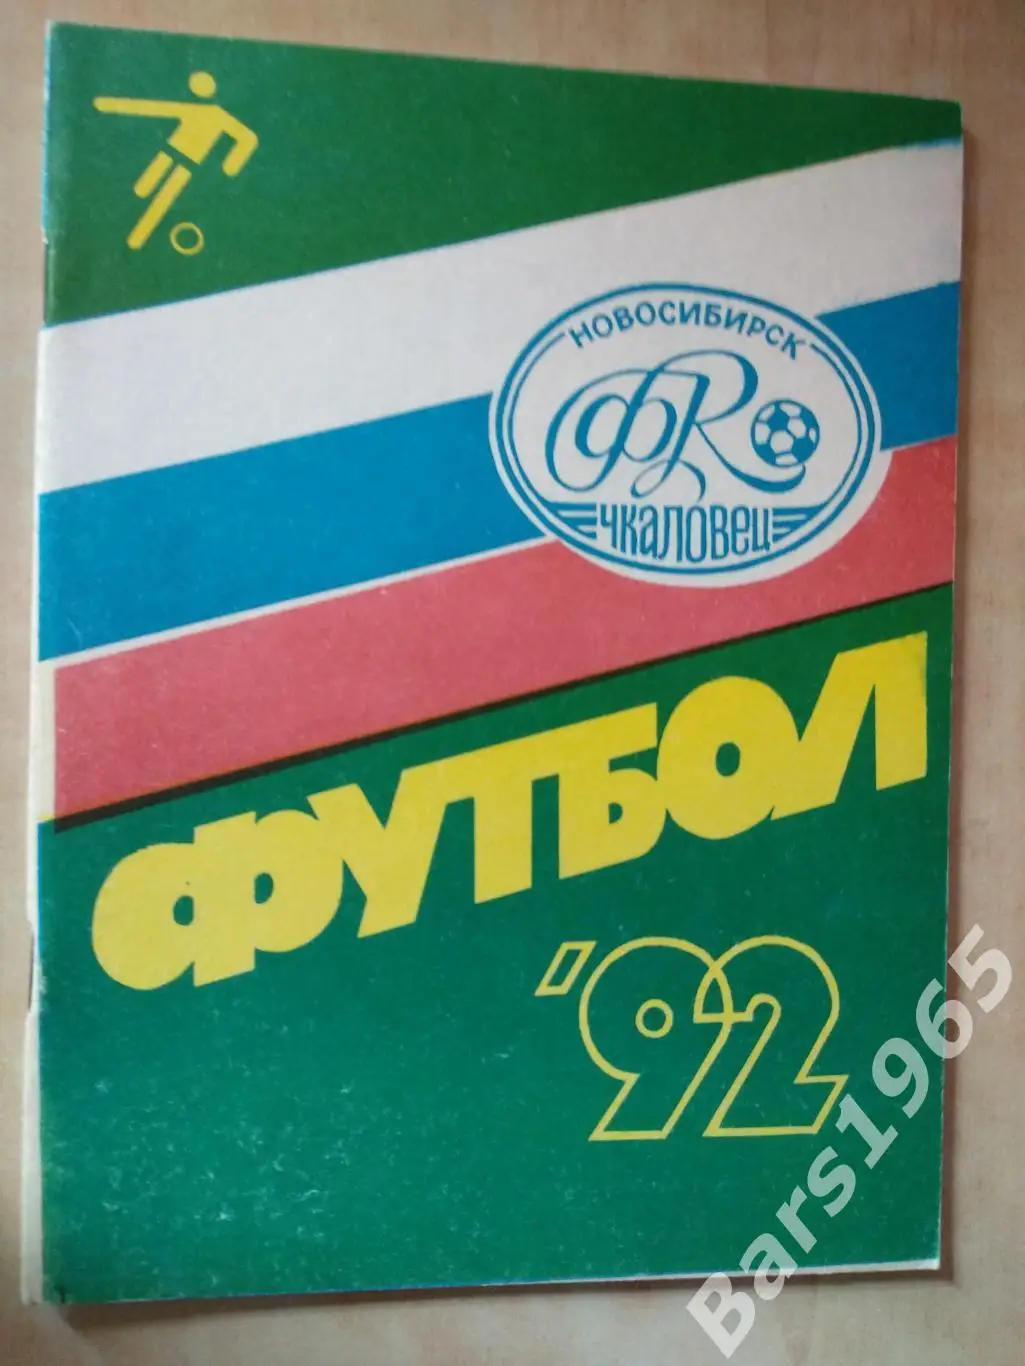 НОВОСИБИРСК
ФК
ЧКАЛОВЕЦ
ФУТБОЛ
'92
Bars1965